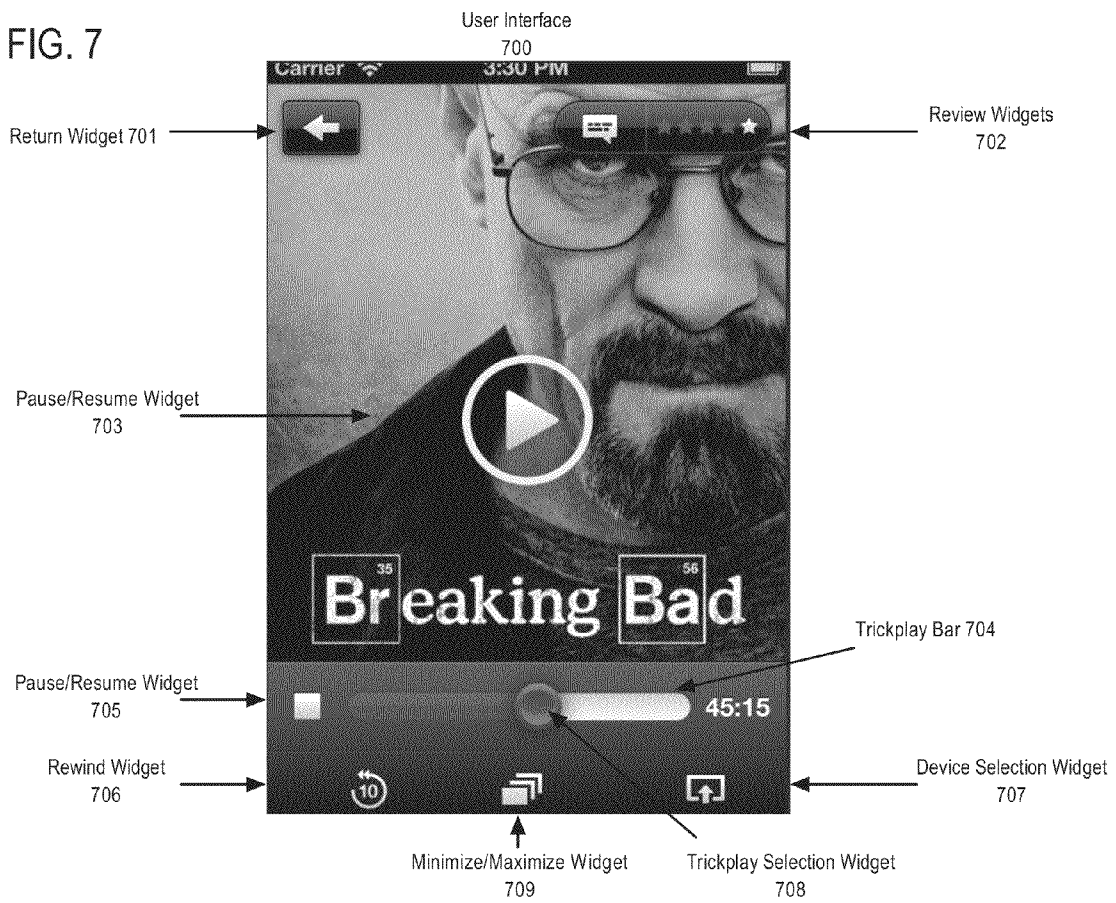 FIG. 7
User Interface
700
Carrier 3:30 PM
Return Widget 701
Review Widgets
702
Pause/Resume Widget
703
35 56
Breaking Bad
Trickplay Bar 704
Pause/Resume Widget
705
45:15
Rewind Widget
706
10
Device Selection Widget
707
Minimize/Maximize Widget
709
Trickplay Selection Widget
708